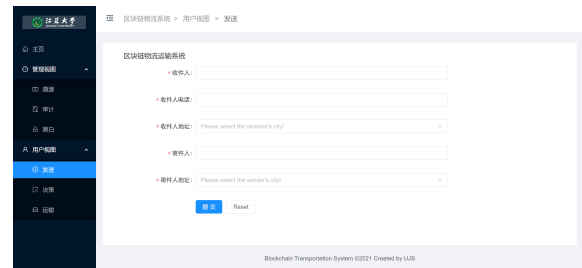 江苏大学
JIANGSU UNIVERSITY
区块链物流系统 > 用户视图 > 发送
主页
管理视图
溯源
审计
黑白
用户视图
发送
决策
运输
区块链物流运输系统
* 收件人:
* 收件人电话:
* 收件人地址: Please select the receiver's city!
* 寄件人:
* 寄件人地址: Please select the sender's city!
提 交 Reset
Blockchain Transportation System ©2021 Created by UJS